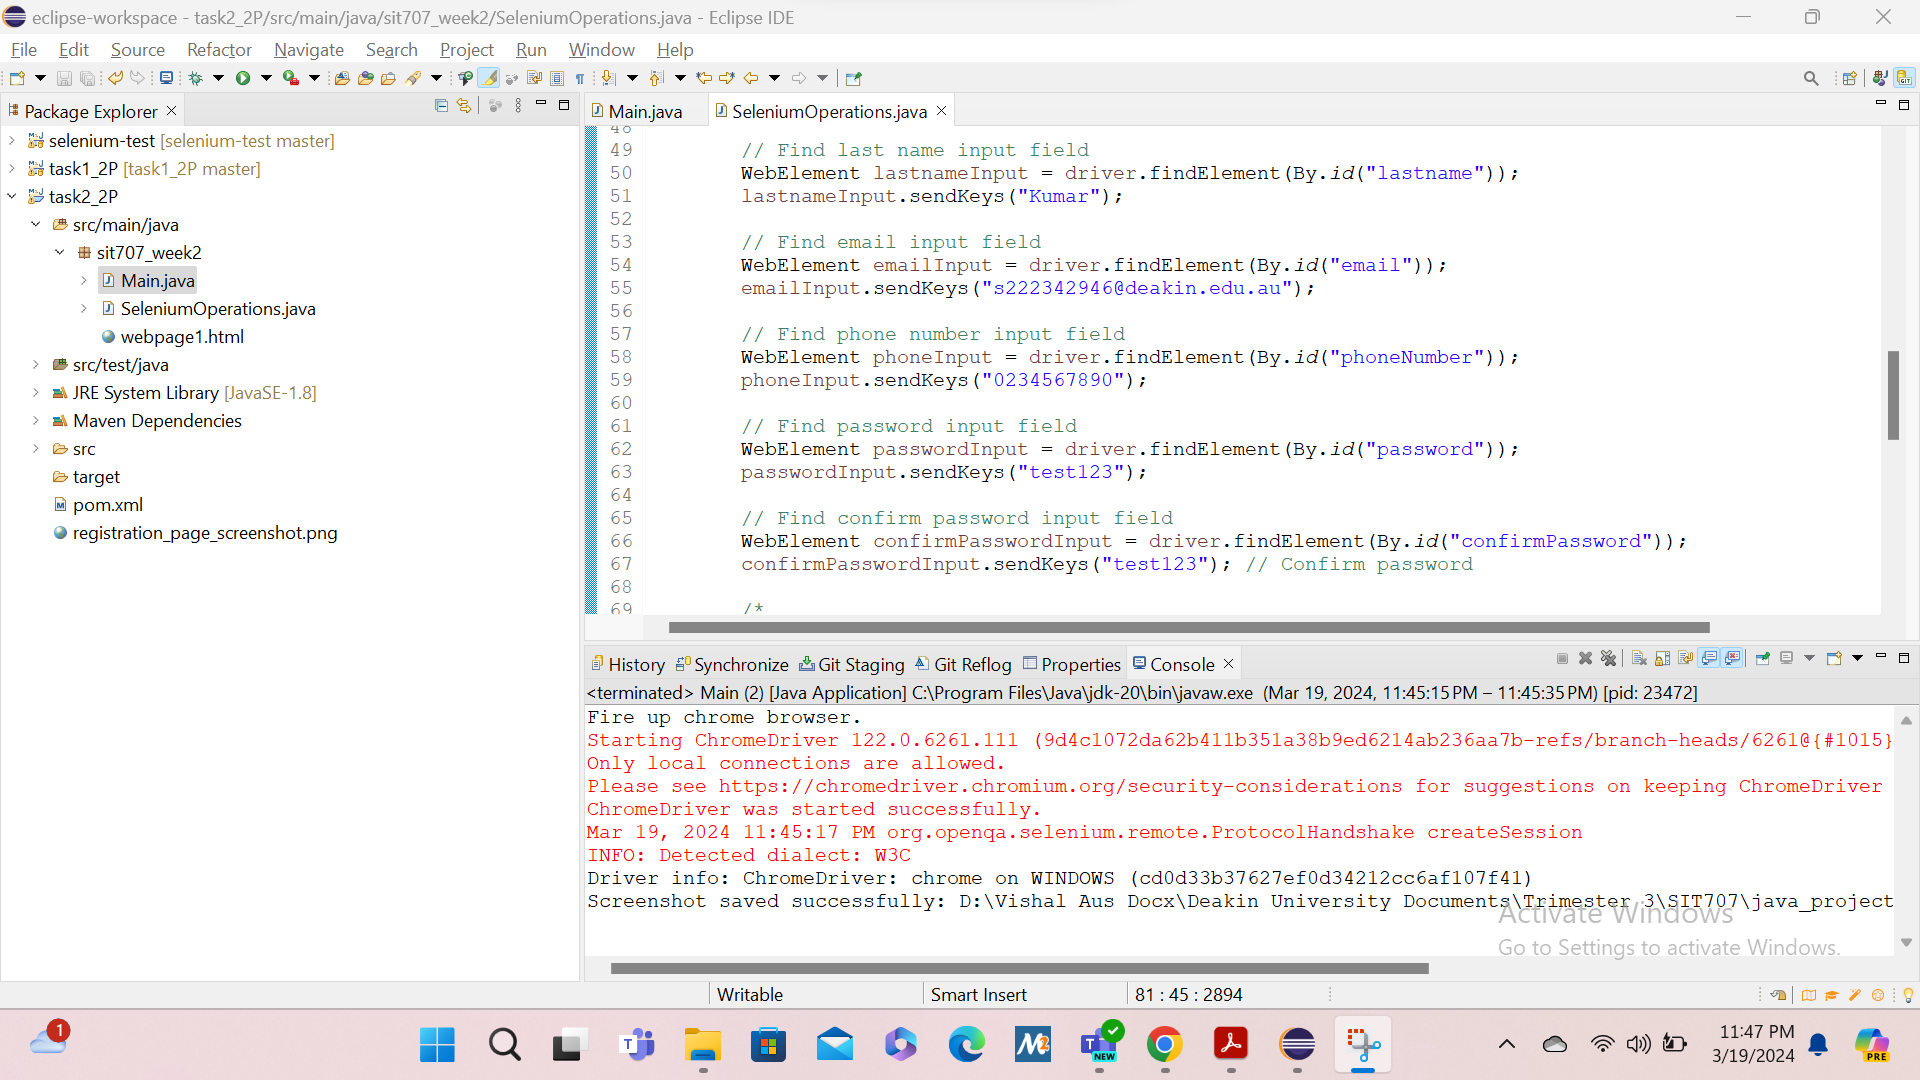 eclipse-workspace - task2_2P/src/main/java/sit707_week2/SeleniumOperations.java - Eclipse IDE
File Edit Source Refactor Navigate Search Project Run Window Help
Package Explorer
selenium-test [selenium-test master]
task1_2P [task1_2P master]
task2_2P
src/main/java
sit707_week2
Main.java
SeleniumOperations.java
webpage1.html
src/test/java
JRE System Library [JavaSE-1.8]
Maven Dependencies
src
target
pom.xml
registration_page_screenshot.png
Main.java SeleniumOperations.java
48
49 // Find last name input field
50 WebElement lastnameInput = driver.findElement(By.id("lastname"));
51 lastnameInput.sendKeys("Kumar");
52
53 // Find email input field
54 WebElement emailInput = driver.findElement(By.id("email"));
55 emailInput.sendKeys("s222342946@deakin.edu.au");
56
57 // Find phone number input field
58 WebElement phoneInput = driver.findElement(By.id("phoneNumber"));
59 phoneInput.sendKeys("0234567890");
60
61 // Find password input field
62 WebElement passwordInput = driver.findElement(By.id("password"));
63 passwordInput.sendKeys("test123");
64
65 // Find confirm password input field
66 WebElement confirmPasswordInput = driver.findElement(By.id("confirmPassword"));
67 confirmPasswordInput.sendKeys("test123"); // Confirm password
68
69 /*
History Synchronize Git Staging Git Reflog Properties Console
<terminated> Main (2) [Java Application] C:\Program Files\Java\jdk-20\bin\javaw.exe (Mar 19, 2024, 11:45:15 PM – 11:45:35 PM) [pid: 23472]
Fire up chrome browser.
Starting ChromeDriver 122.0.6261.111 (9d4c1072da62b411b351a38b9ed6214ab236aa7b-refs/branch-heads/6261@{#1015}
Only local connections are allowed.
Please see https://chromedriver.chromium.org/security-considerations for suggestions on keeping ChromeDriver
ChromeDriver was started successfully.
Mar 19, 2024 11:45:17 PM org.openqa.selenium.remote.ProtocolHandshake createSession
INFO: Detected dialect: W3C
Driver info: ChromeDriver: chrome on WINDOWS (cd0d33b37627ef0d34212cc6af107f41)
Screenshot saved successfully: D:\Vishal Aus Docx\Deakin University Documents\Trimester 3\SIT707\java_project
Activate Windows
Go to Settings to activate Windows.
Writable Smart Insert 81 : 45 : 2894
1
NEW
11:47 PM
3/19/2024
PRE